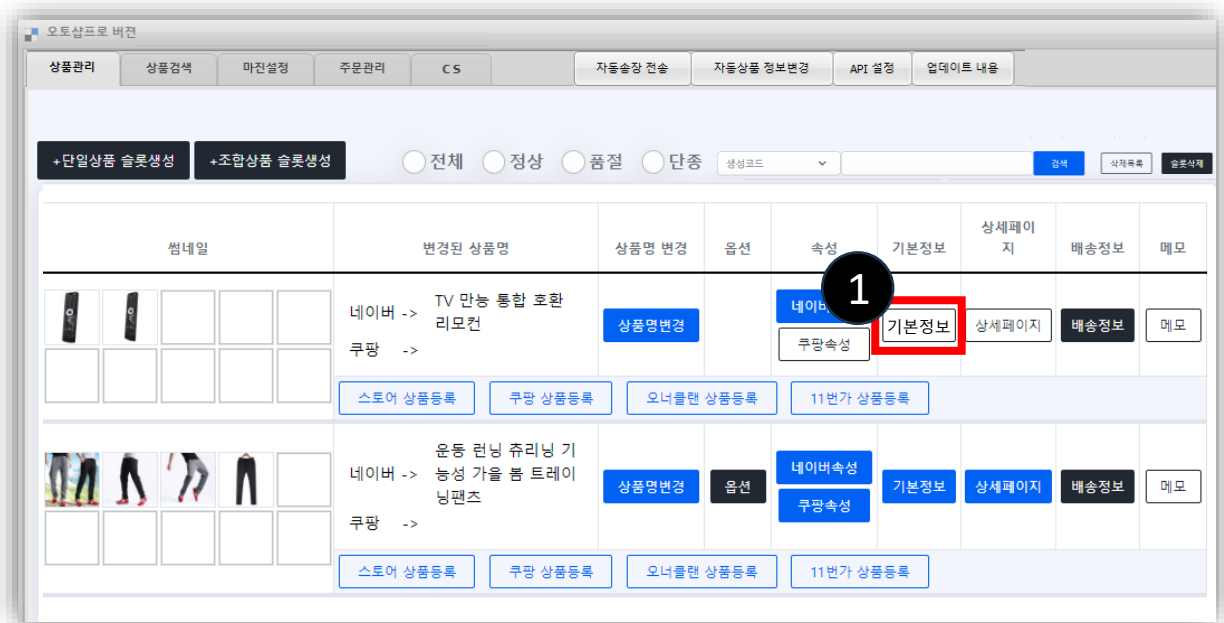 오토샵프로 버젼
상품관리 상품검색 마진설정 주문관리 C S 자동송장 전송 자동상품 정보변경 API 설정 업데이트 내용
+단일상품 슬롯생성 +조합상품 슬롯생성 전체 정상 품절 단종 생성코드 검색 삭제목록 슬롯삭제
썸네일 변경된 상품명 상품명 변경 옵션 속성 기본정보 상세페이
지 배송정보 메모
1
네이버 -> TV 만능 통합 호환
리모컨
쿠팡 ->
상품명변경 네이버 쿠팡속성 기본정보 상세페이지 배송정보 메모
스토어 상품등록 쿠팡 상품등록 오너클랜 상품등록 11번가 상품등록
네이버 -> 운동 런닝 츄리닝 기
능성 가을 봄 트레이
닝팬츠
쿠팡 ->
상품명변경 옵션 네이버속성 쿠팡속성 기본정보 상세페이지 배송정보 메모
스토어 상품등록 쿠팡 상품등록 오너클랜 상품등록 11번가 상품등록